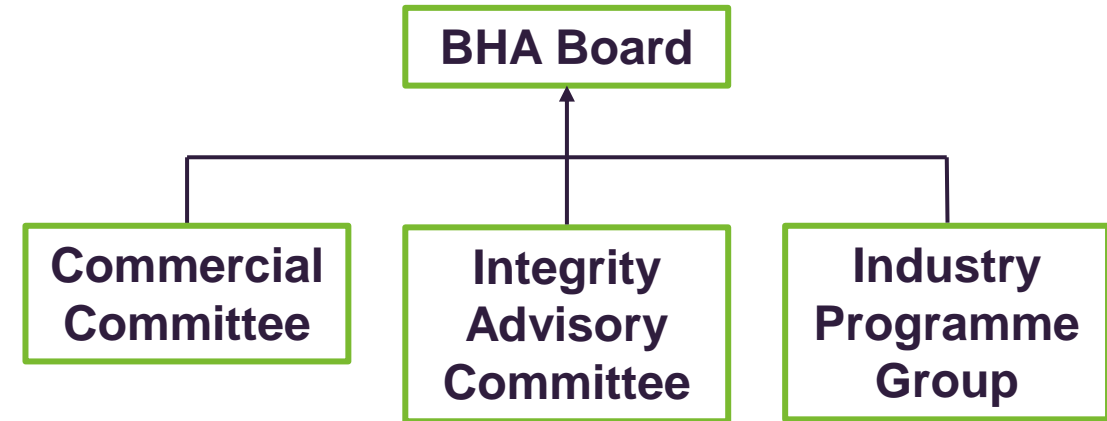 BHA Board
Commercial
Committee
Integrity
Advisory
Committee
Industry
Programme
Group